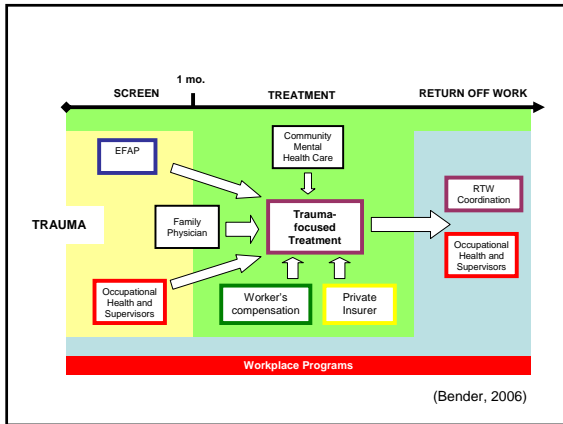 1 mo.
SCREEN
TREATMENT
RETURN OFF WORK
EFAP
Community
Mental
Health Care
RTW
Coordination
TRAUMA
Family
Physician
Trauma-
focused
Treatment
Occupational
Health and
Supervisors
Occupational
Health and
Supervisors
Worker's
compensation
Private
Insurer
Workplace Programs
(Bender, 2006)